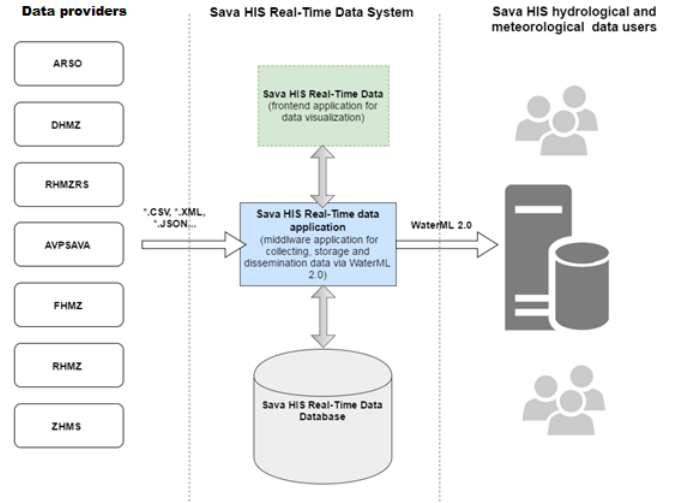 Data providers
ARSO
DHMZ
RHMZRS
AVPSAVA
FHMZ
RHMZ
ZHMS
*.CSV, *.XML,
*.JSON...
Sava HIS Real-Time Data System
Sava HIS Real-Time Data
(frontend application for
data visualization)
Sava HIS Real-Time data
application
(middlware application for
collecting, storage and
dissemination data via WaterML
2.0)
Sava HIS Real-Time Data
Database
WaterML 2.0
Sava HIS hydrological and
meteorological data users